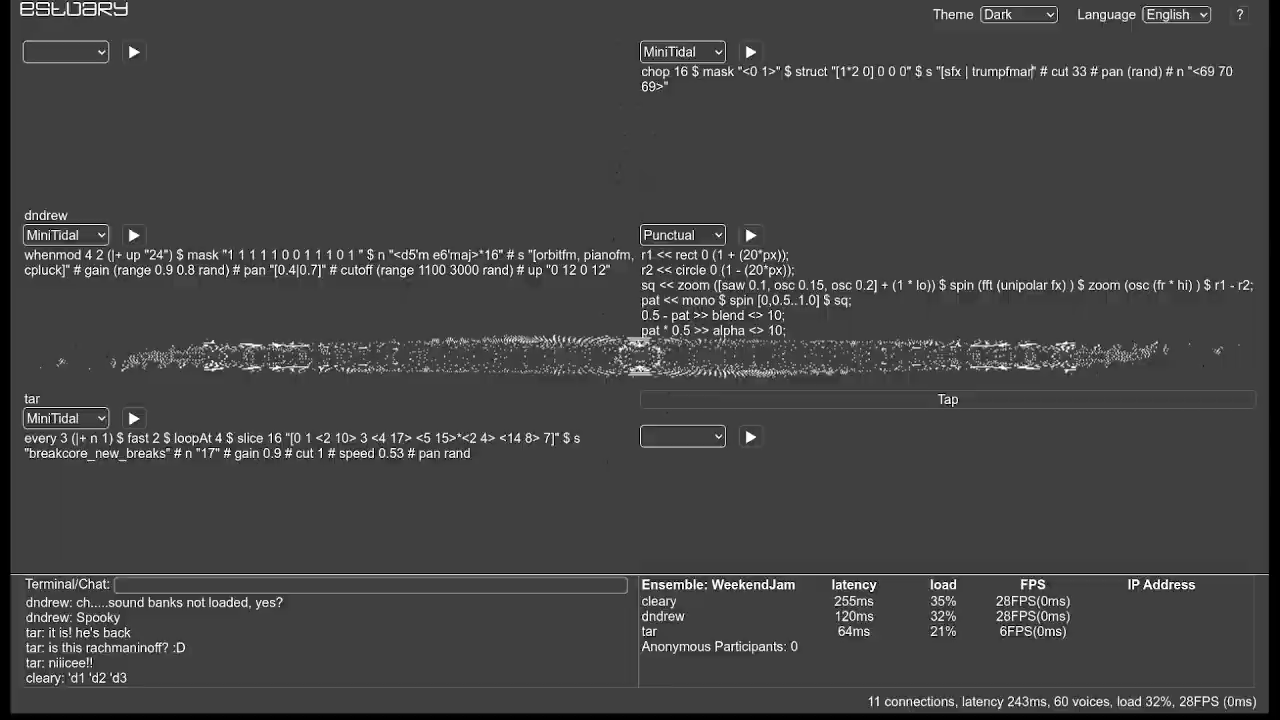 estuary
Theme Dark Language English ?
MiniTidal
chop 16 $ mask "<0 1>" $ struct "[1*2 0] 0 0 0" $ s "[sfx | trumpfmar" # cut 33 # pan (rand) # n "<69 70
69>"
dndrew
MiniTidal
whenmod 4 2 (|+ up "24") $ mask "1 1 1 1 1 0 0 1 1 1 0 1 " $ n "<d5'm e6'maj>*16" # s "[orbitfm, pianofm,
cpluck]" # gain (range 0.9 0.8 rand) # pan "[0.4|0.7]" # cutoff (range 1100 3000 rand) # up "0 12 0 12"
Punctual
r1 << rect 0 (1 + (20*px));
r2 << circle 0 (1 - (20*px));
sq << zoom ([saw 0.1, osc 0.15, osc 0.2] + (1 * lo)) $ spin (fft (unipolar fx) ) $ zoom (osc (fr * hi) ) $ r1 - r2;
pat << mono $ spin [0,0.5..1.0] $ sq;
0.5 - pat >> blend <> 10;
pat * 0.5 >> alpha <> 10;
tar
MiniTidal
every 3 (|+ n 1) $ fast 2 $ loopAt 4 $ slice 16 "[0 1 <2 10> 3 <4 17> <5 15>*<2 4> <14 8> 7]" $ s
"breakcore_new_breaks" # n "17" # gain 0.9 # cut 1 # speed 0.53 # pan rand
Tap
Terminal/Chat:
dndrew: ch.....sound banks not loaded, yes?
dndrew: Spooky
tar: it is! he's back
tar: is this rachmaninoff? :D
tar: niiicee!!
cleary: 'd1 'd2 'd3
Ensemble: WeekendJam latency load FPS IP Address
cleary 255ms 35% 28FPS(0ms)
dndrew 120ms 32% 28FPS(0ms)
tar 64ms 21% 6FPS(0ms)
Anonymous Participants: 0
11 connections, latency 243ms, 60 voices, load 32%, 28FPS (0ms)